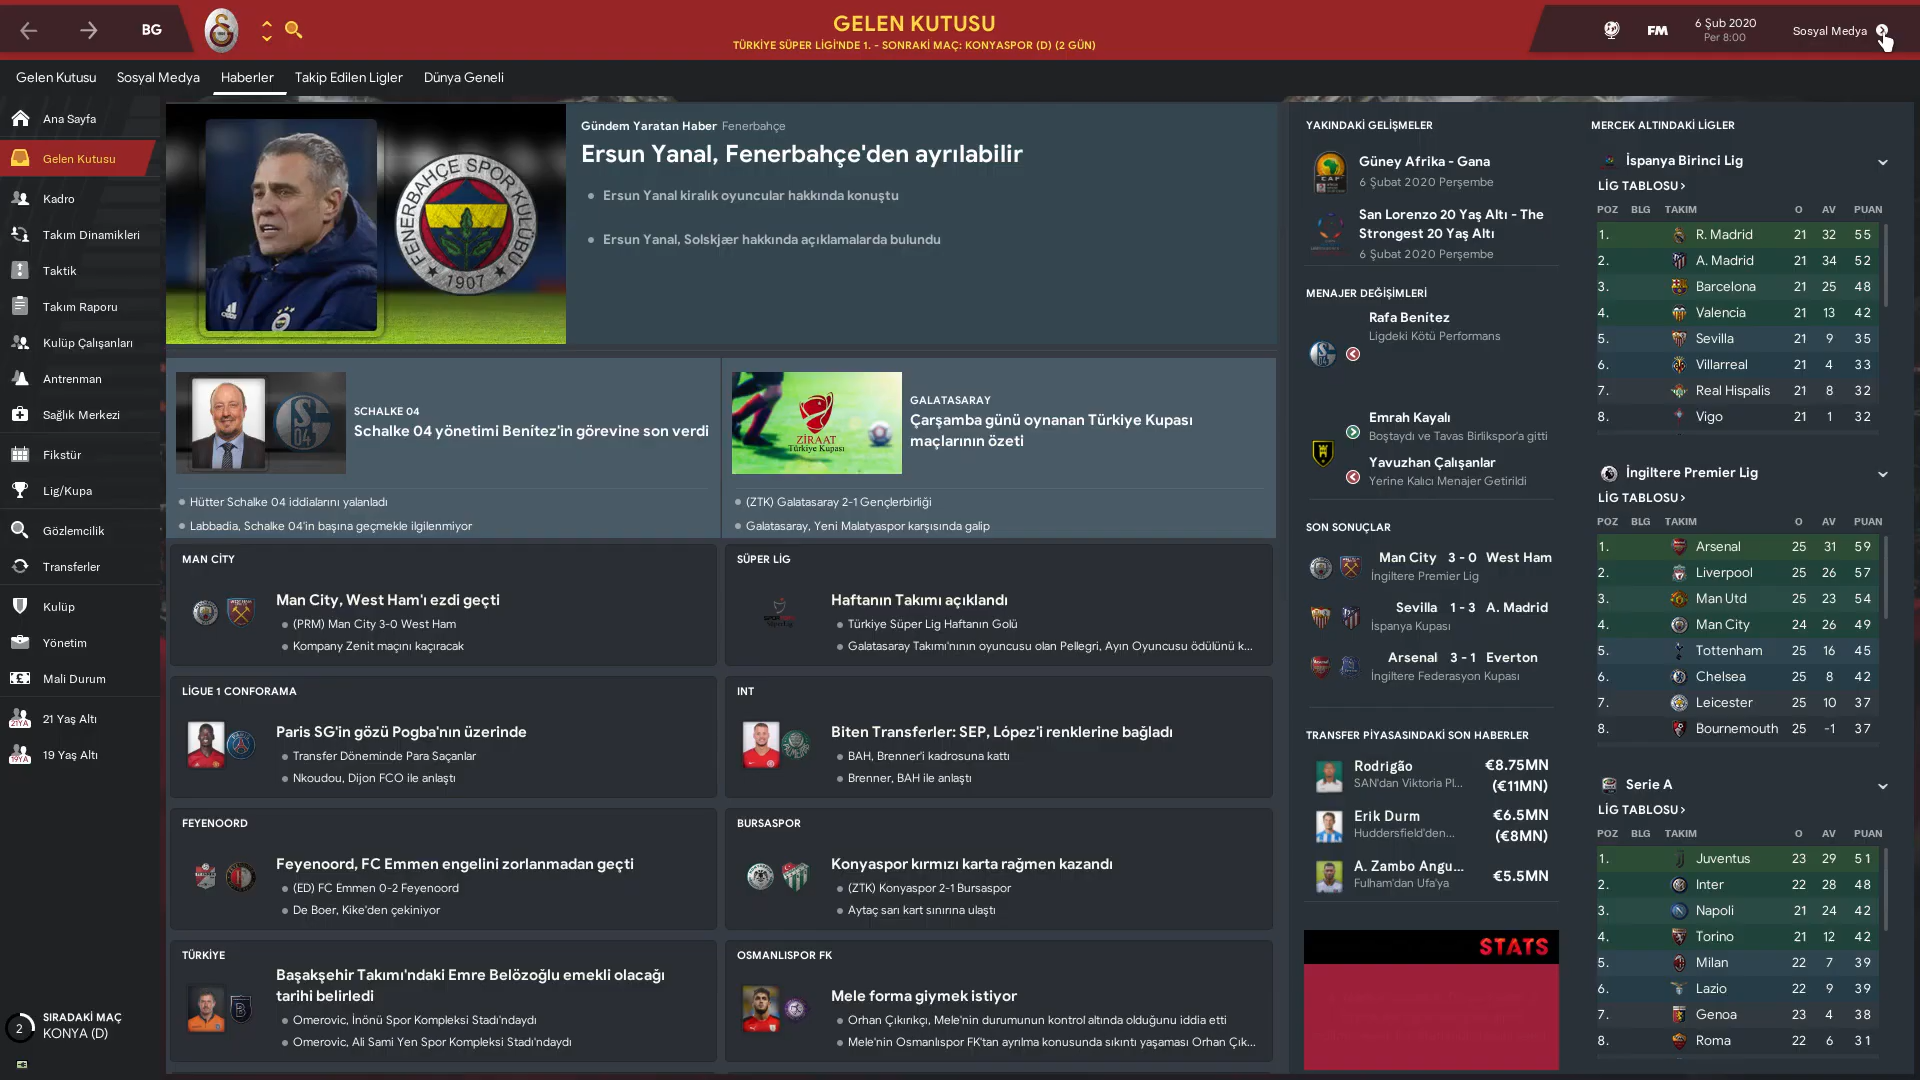 BG
GELEN KUTUSU
TÜRKİYE SÜPER LİGİ'NDE 1. - SONRAKİ MAÇ: KONYASPOR (D) (2 GÜN)
FM
6 Şub 2020
Per 8:00
Sosyal Medya
Gelen Kutusu
Sosyal Medya
Haberler
Takip Edilen Ligler
Dünya Geneli
Ana Sayfa
Gelen Kutusu
Kadro
Takım Dinamikleri
Taktik
Takım Raporu
Kulüp Çalışanları
Antrenman
Sağlık Merkezi
Fikstür
Lig/Kupa
Gözlemcilik
Transferler
Kulüp
Yönetim
Mali Durum
21YA
21 Yaş Altı
19YA
19 Yaş Altı
2
SIRADAKİ MAÇ
KONYA (D)
FENERBAHÇE SPOR KULÜBÜ
1907
Gündem Yaratan Haber Fenerbahçe
Ersun Yanal, Fenerbahçe'den ayrılabilir
Ersun Yanal kiralık oyuncular hakkında konuştu
Ersun Yanal, Solskjær hakkında açıklamalarda bulundu
SCHALKE 04
Schalke 04 yönetimi Benítez'in görevine son verdi
Hütter Schalke 04 iddialarını yalanladı
Labbadia, Schalke 04'in başına geçmekle ilgilenmiyor
ZİRAAT
Türkiye Kupası
GALATASARAY
Çarşamba günü oynanan Türkiye Kupası
maçlarının özeti
(ZTK) Galatasaray 2-1 Gençlerbirliği
Galatasaray, Yeni Malatyaspor karşısında galip
MAN CİTY
Man City, West Ham'ı ezdi geçti
(PRM) Man City 3-0 West Ham
Kompany Zenit maçını kaçıracak
SÜPER LİG
Haftanın Takımı açıklandı
Türkiye Süper Lig Haftanın Golü
Galatasaray Takımı'nının oyuncusu olan Pellegri, Ayın Oyuncusu ödülünü k...
LİGUE 1 CONFORAMA
Paris SG'in gözü Pogba'nın üzerinde
Transfer Döneminde Para Saçanlar
Nkoudou, Dijon FCO ile anlaştı
INT
Biten Transferler: SEP, López'i renklerine bağladı
BAH, Brenner'i kadrosuna kattı
Brenner, BAH ile anlaştı
FEYENOORD
Feyenoord, FC Emmen engelini zorlanmadan geçti
(ED) FC Emmen 0-2 Feyenoord
De Boer, Kike'den çekiniyor
BURSASPOR
Konyaspor kırmızı karta rağmen kazandı
(ZTK) Konyaspor 2-1 Bursaspor
Aytaç sarı kart sınırına ulaştı
TÜRKİYE
Başakşehir Takımı'ndaki Emre Belözoğlu emekli olacağı
tarihi belirledi
Omerovic, İnönü Spor Kompleksi Stadı'ndaydı
Omerovic, Ali Sami Yen Spor Kompleksi Stadı'ndaydı
OSMANLISPOR FK
Mele forma giymek istiyor
Orhan Çıkırıkçı, Mele'nin durumunun kontrol altında olduğunu iddia etti
Mele'nin Osmanlıspor FK'tan ayrılma konusunda sıkıntı yaşaması Orhan Çık...
YAKINDAKİ GELİŞMELER
Güney Afrika - Gana
6 Şubat 2020 Perşembe
San Lorenzo 20 Yaş Altı - The
Strongest 20 Yaş Altı
6 Şubat 2020 Perşembe
MENAJER DEĞİŞİMLERİ
Rafa Benítez
Ligdeki Kötü Performans
Emrah Kayalı
Boştaydı ve Tavas Birlikspor'a gitti
Yavuzhan Çalışanlar
Yerine Kalıcı Menajer Getirildi
SON SONUÇLAR
Man City 3 - 0 West Ham
İngiltere Premier Lig
Sevilla 1 - 3 A. Madrid
İspanya Kupası
Arsenal 3 - 1 Everton
İngiltere Federasyon Kupası
TRANSFER PİYASASINDAKİ SON HABERLER
Rodrigão €8.75MN
SAN'dan Viktoria Pl... (€11MN)
Erik Durm €6.5MN
Huddersfield'den... (€8MN)
A. Zambo Angu... €5.5MN
Fulham'dan Ufa'ya
STATS
MERCEK ALTINDAKİ LİGLER
İspanya Birinci Lig
LİG TABLOSU>
POZ BLG TAKIM O AV PUAN
1. R. Madrid 21 32 55
2. A. Madrid 21 34 52
3. Barcelona 21 25 48
4. Valencia 21 13 42
5. Sevilla 21 9 35
6. Villarreal 21 4 33
7. Real Hispalis 21 8 32
8. Vigo 21 1 32
İngiltere Premier Lig
LİG TABLOSU>
POZ BLG TAKIM O AV PUAN
1. Arsenal 25 31 59
2. Liverpool 25 26 57
3. Man Utd 25 23 54
4. Man City 24 26 49
5. Tottenham 25 16 45
6. Chelsea 25 8 42
7. Leicester 25 10 37
8. Bournemouth 25 -1 37
Serie A
LİG TABLOSU>
POZ BLG TAKIM O AV PUAN
1. Juventus 23 29 51
2. Inter 22 28 48
3. Napoli 21 24 42
4. Torino 21 12 42
5. Milan 22 7 39
6. Lazio 22 9 39
7. Genoa 23 4 38
8. Roma 22 6 31